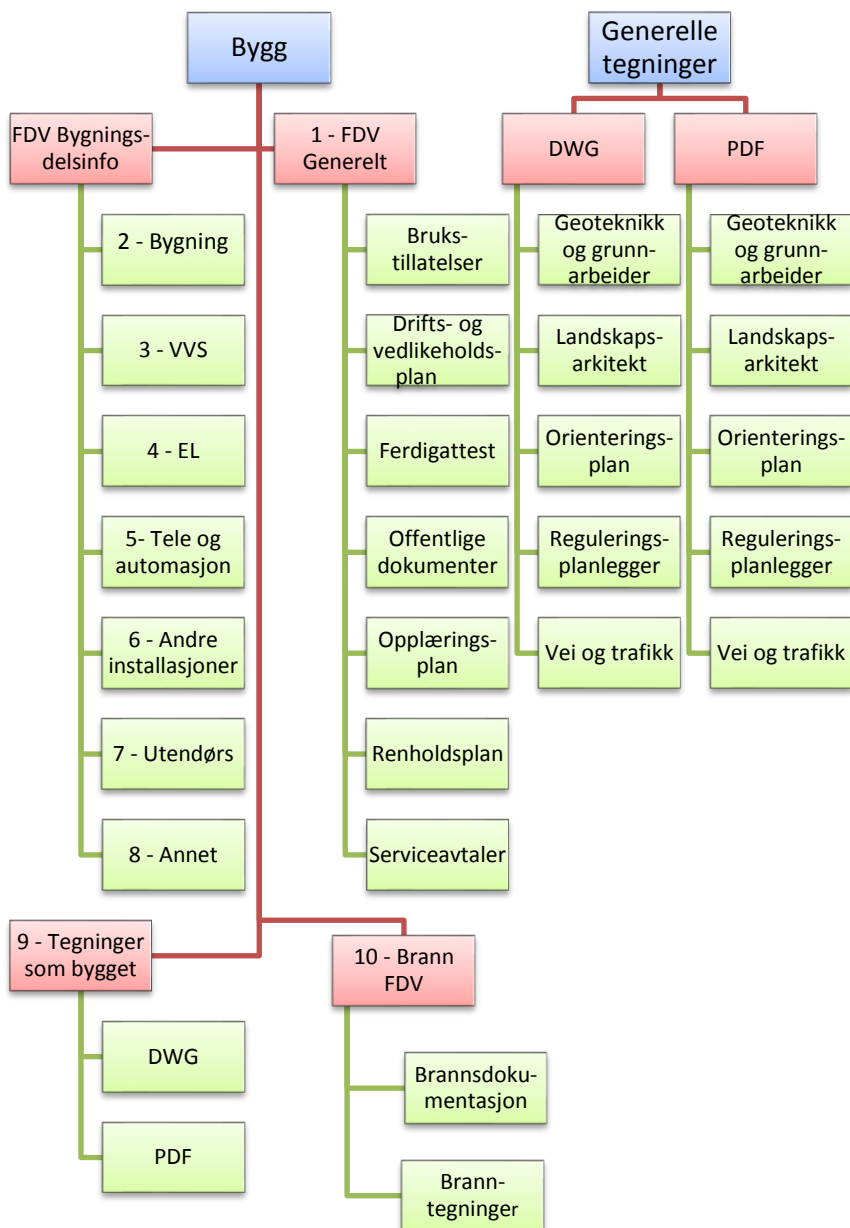 Bygg
FDV Bygnings-
delsinfo
2 - Bygning
3 - VVS
4 - EL
5- Tele og
automasjon
6 - Andre
installasjoner
7 - Utendørs
8 - Annet
1 - FDV
Generelt
Bruks-
tillatelser
Drifts- og
vedlikeholds-
plan
Ferdigattest
Offentlige
dokumenter
Opplærings-
plan
Renholdsplan
Serviceavtaler
9 - Tegninger
som bygget
DWG
PDF
10 - Brann
FDV
Brannsdoku-
mentasjon
Brann-
tegninger
Generelle
tegninger
DWG
Geoteknikk
og grunn-
arbeider
Landskaps-
arkitekt
Orienterings-
plan
Regulerings-
planlegger
Vei og trafikk
PDF
Geoteknikk
og grunn-
arbeider
Landskaps-
arkitekt
Orienterings-
plan
Regulerings-
planlegger
Vei og trafikk